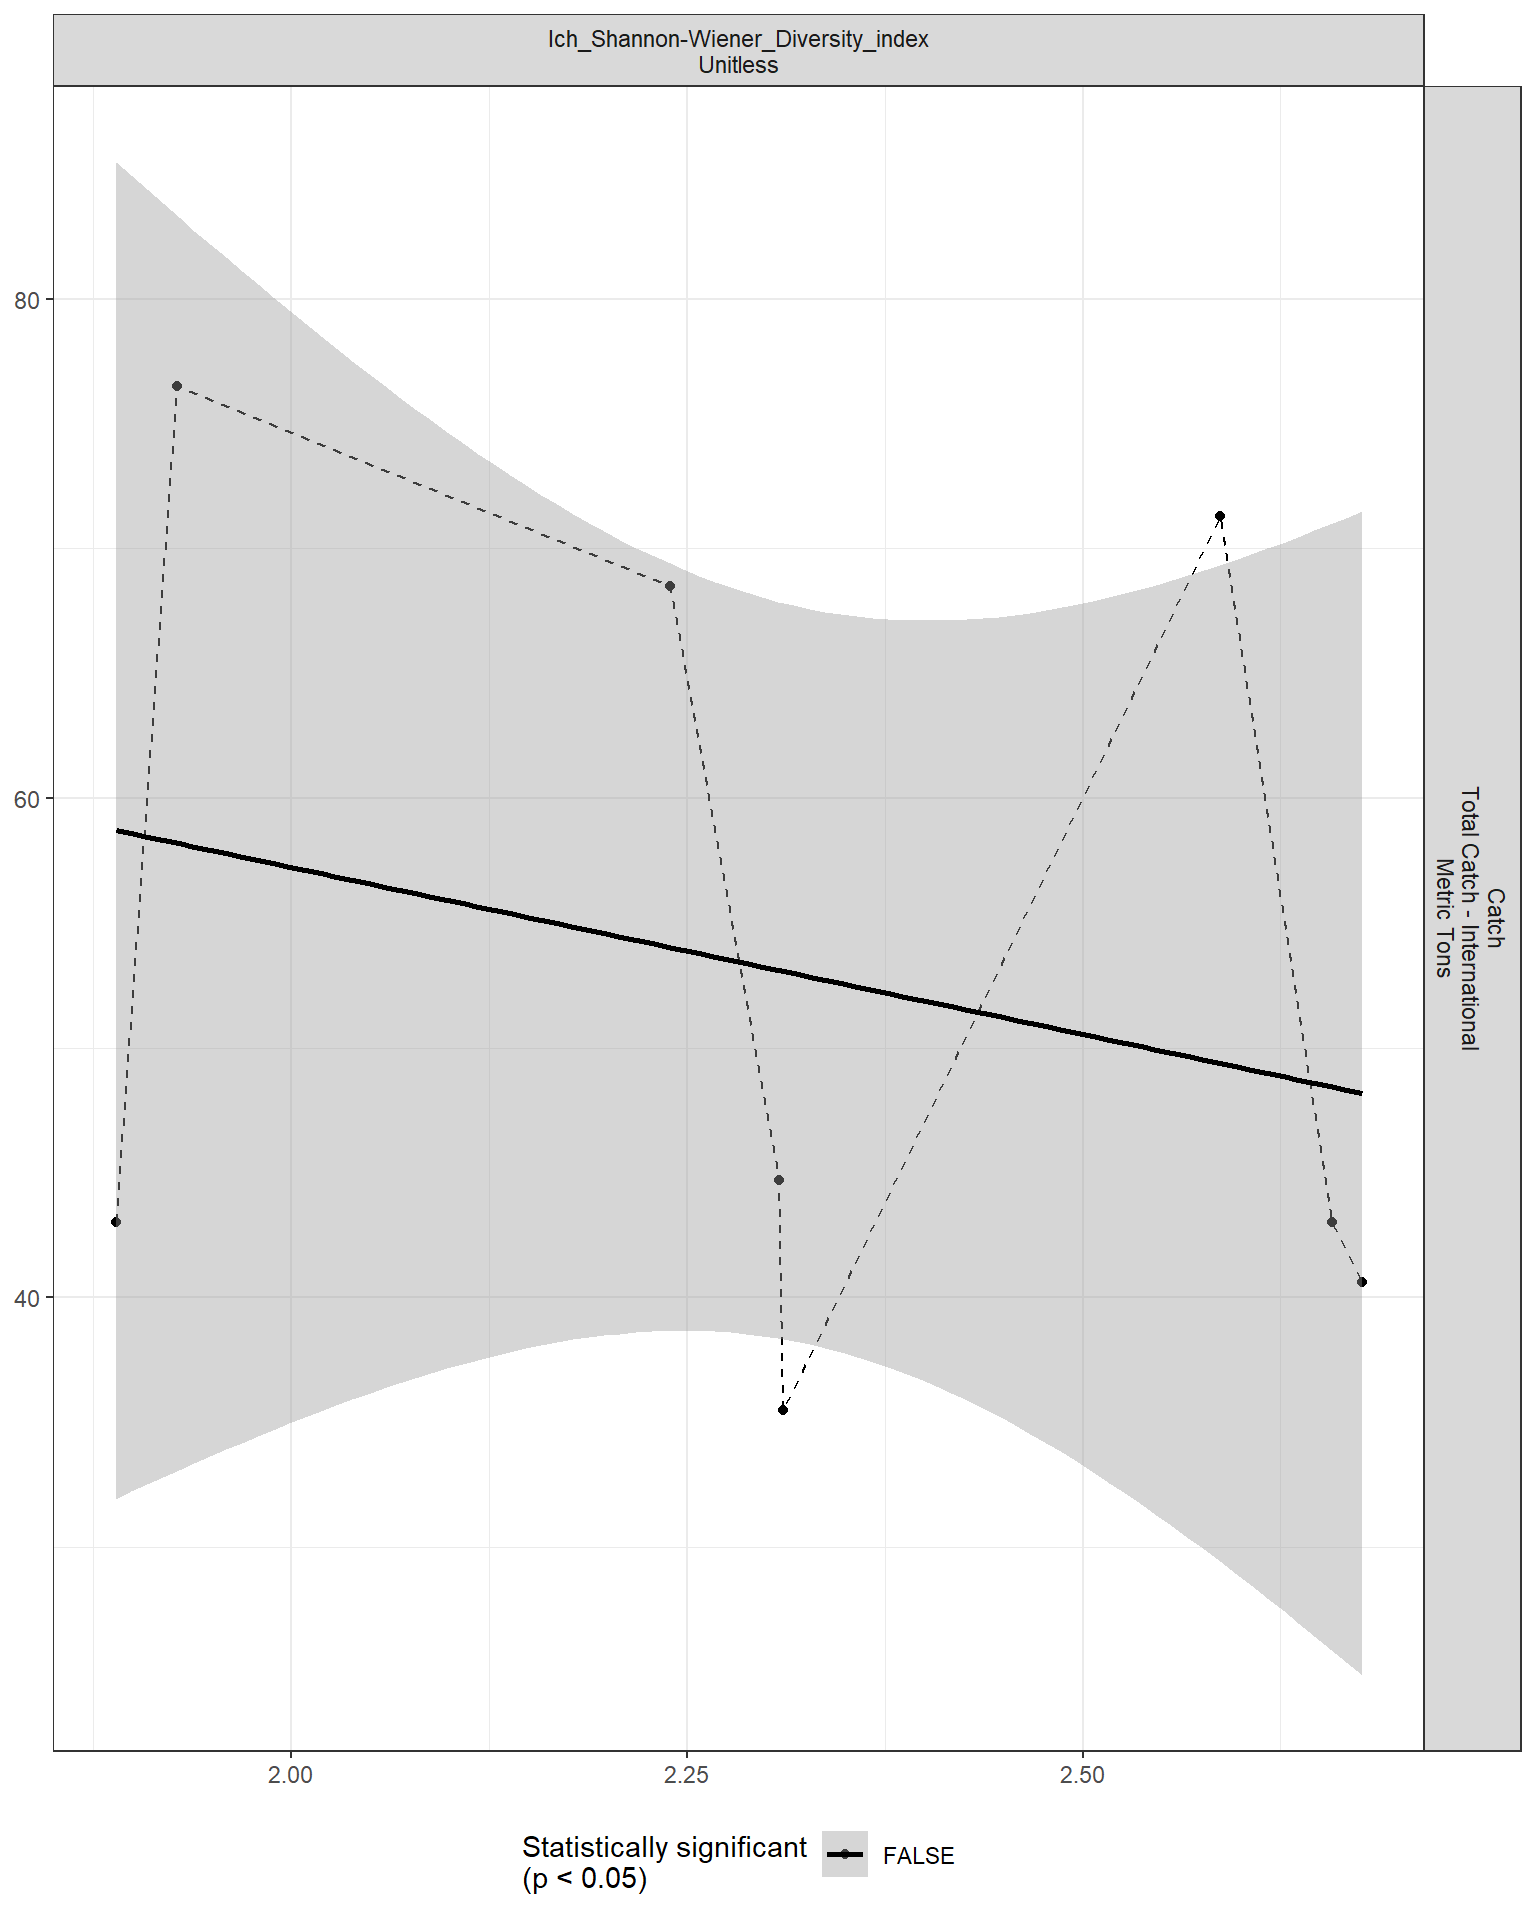 Ich_Shannon-Wiener_Diversity_index
Unitless
80
60
40
Catch
Total Catch - International
Metric Tons
2.00
2.25
2.50
Statistically significant
(p < 0.05)
FALSE